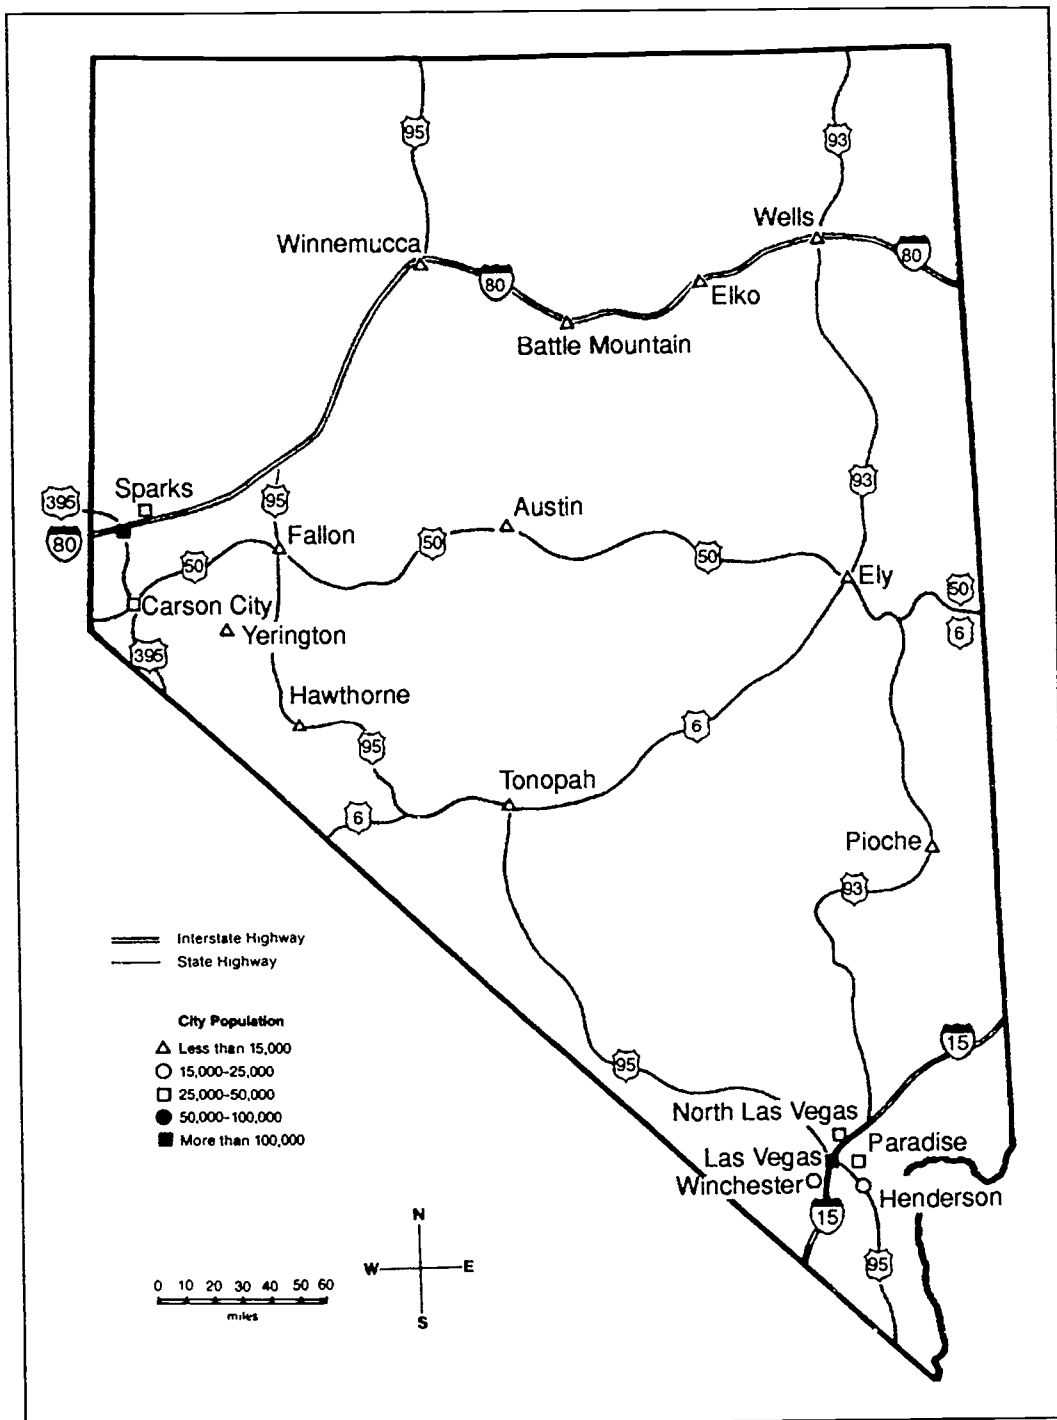 95
93
Wells
Winnemucca
80
80
Elko
Battle Mountain
93
Sparks
395
95
Austin
Fallon
80
50
50
50
Ely
50
Carson City
Yerington
6
395
Hawthorne
6
95
Tonopah
6
Pioche
93
Interstate Highway
State Highway
City Population
Less than 15,000
15,000-25,000
25,000-50,000
50,000-100,000
More than 100,000
15
95
North Las Vegas
Paradise
Las Vegas
Winchester
Henderson
15
95
N
W E
S
0 10 20 30 40 50 60
miles